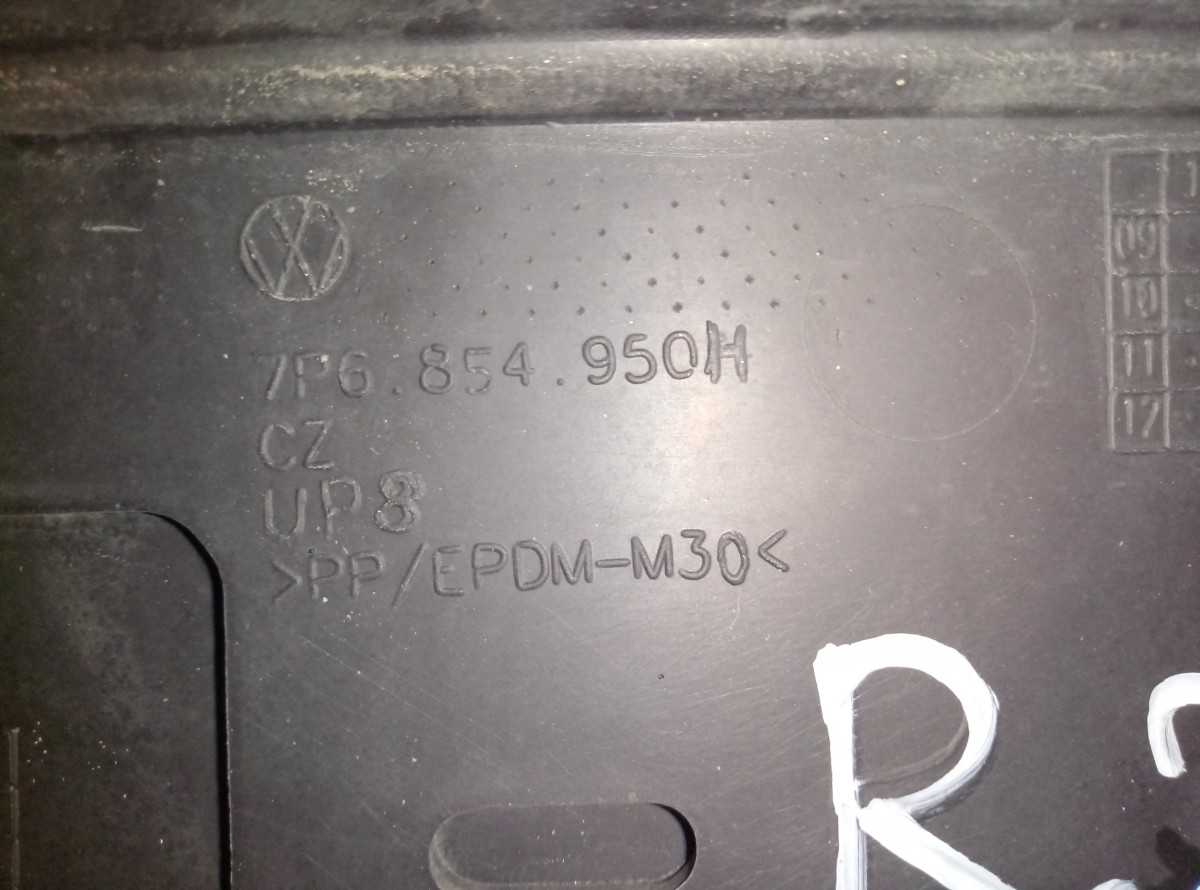 7P6.854.950H
CZ
UP8
>PP/EPDM-M30<
09
10
11
12
R